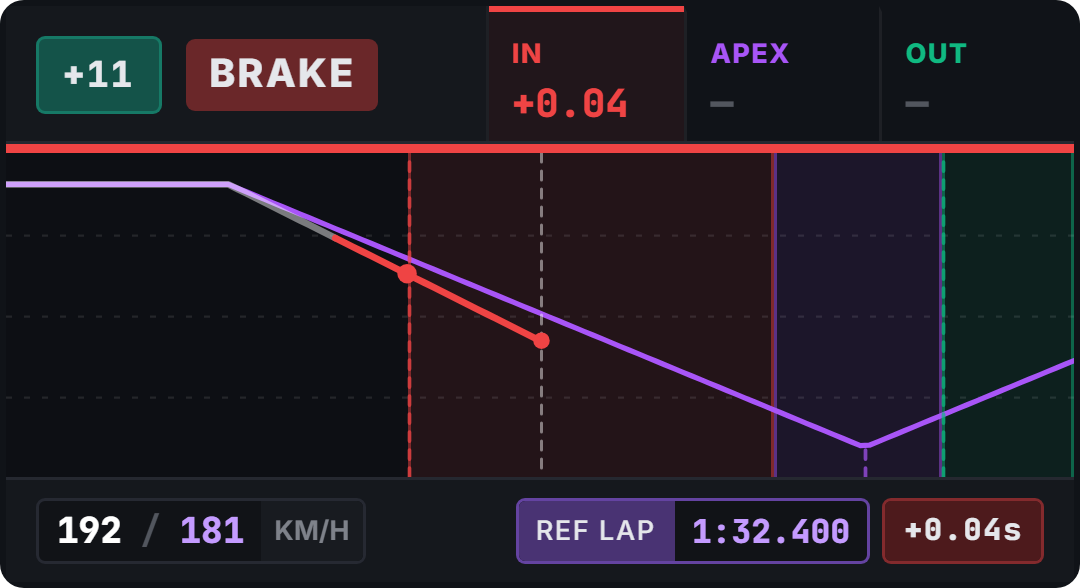 +11
BRAKE
IN
+0.04
APEX
—
OUT
—
192 / 181 KM/H
REF LAP 1:32.400
+0.04s